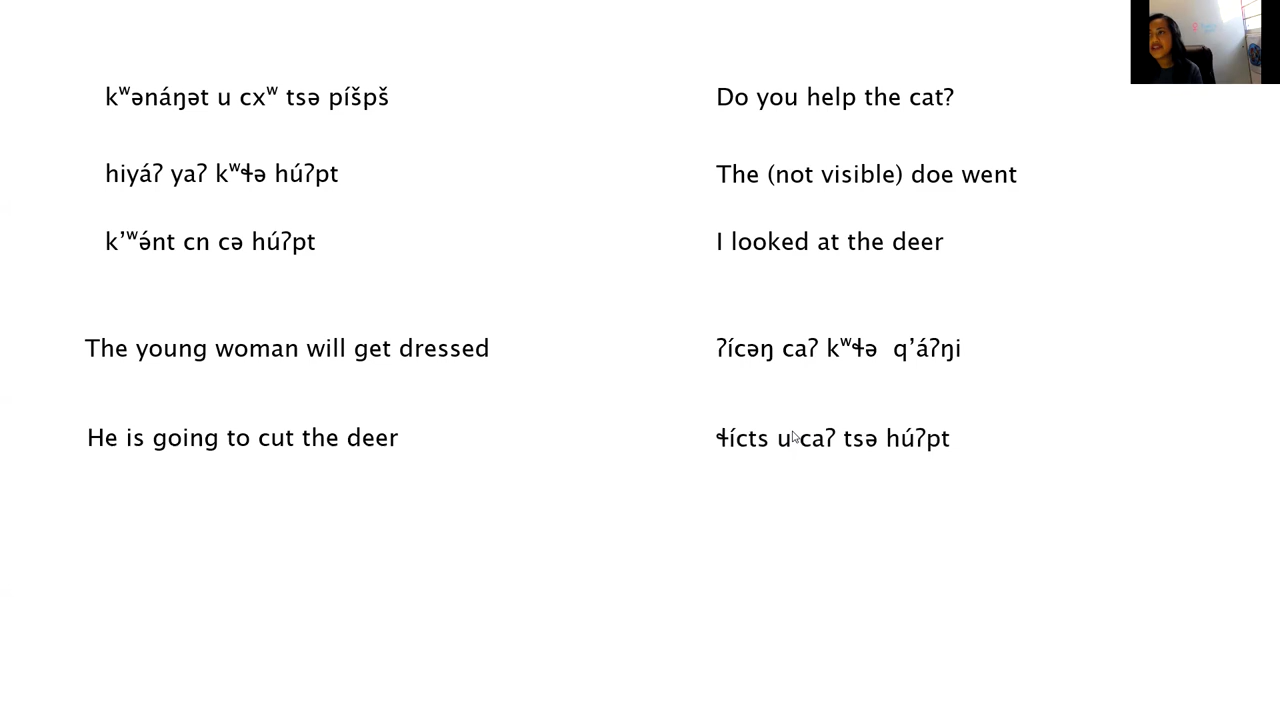 kʷənáŋət u cxʷ tsə píšpš Do you help the cat?
hiyáʔ yaʔ kʷɬə húʔpt The (not visible) doe went
k’ʷə́nt cn cə húʔpt I looked at the deer
The young woman will get dressed ʔícəŋ caʔ kʷɬə q’áʔŋi
He is going to cut the deer ɬícts u caʔ tsə húʔpt